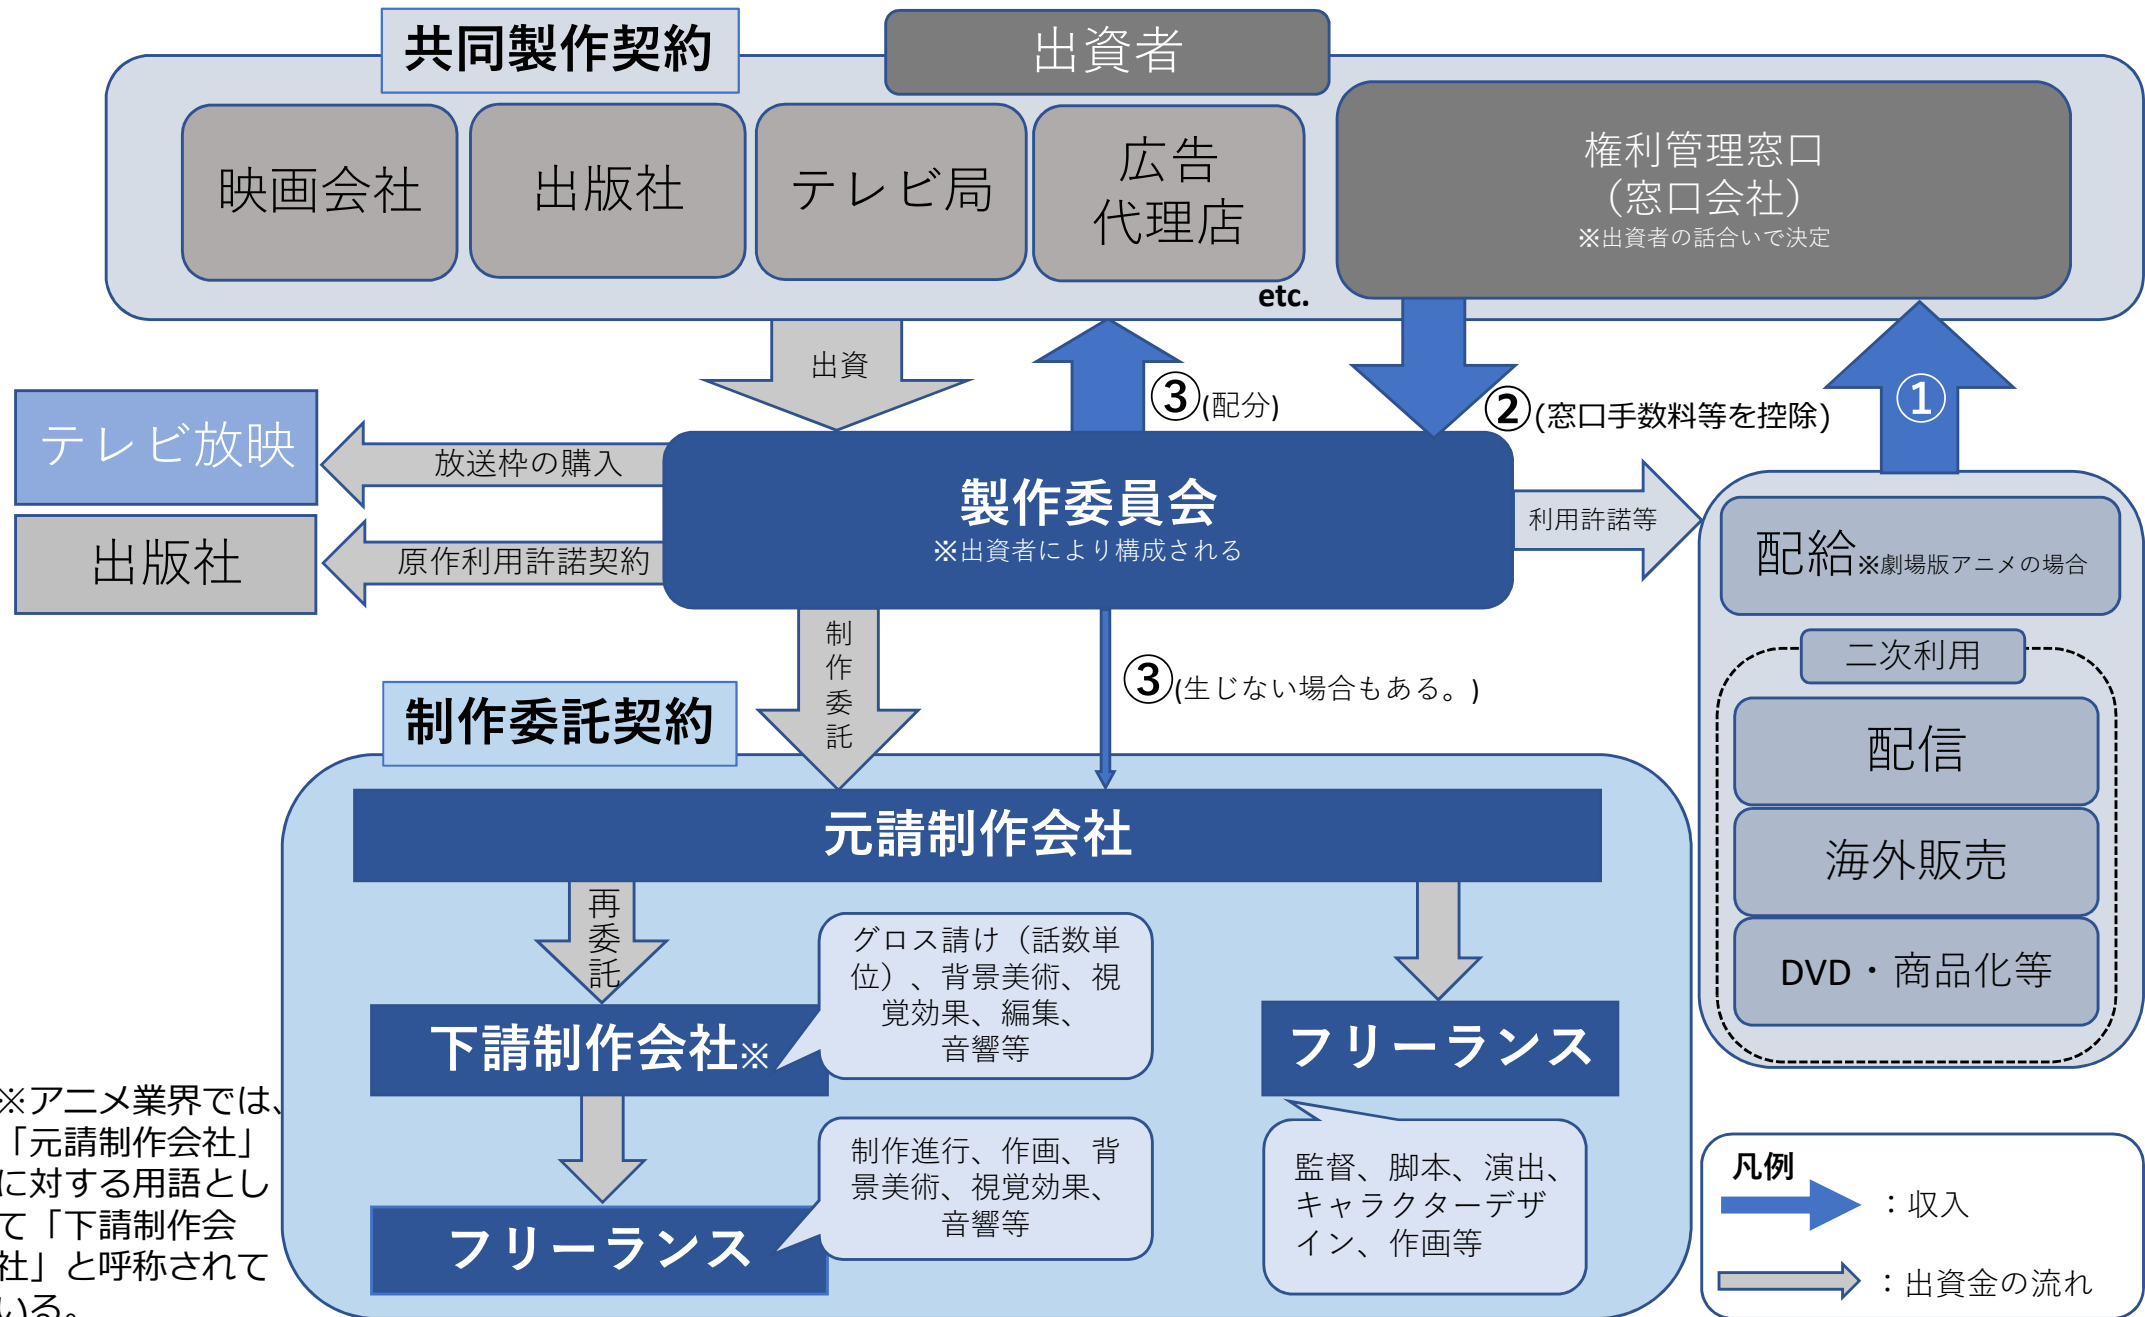 共同製作契約
出資者
映画会社
出版社
テレビ局
広告
代理店
etc.
権利管理窓口
（窓口会社）
※出資者の話合いで決定
出資
③(配分)
②(窓口手数料等を控除)
①
テレビ放映
放送枠の購入
出版社
原作利用許諾契約
製作委員会
※出資者により構成される
利用許諾等
配給※劇場版アニメの場合
二次利用
配信
海外販売
DVD・商品化等
制
作
委
託
③(生じない場合もある。)
制作委託契約
元請制作会社
再
委
託
グロス請け（話数単
位）、背景美術、視
覚効果、編集、
音響等
下請制作会社※
フリーランス
制作進行、作画、背
景美術、視覚効果、
音響等
フリーランス
監督、脚本、演出、
キャラクターデザ
イン、作画等
※アニメ業界では、
「元請制作会社」
に対する用語とし
て「下請制作会
社」と呼称されて
いる。
凡例
：収入
：出資金の流れ